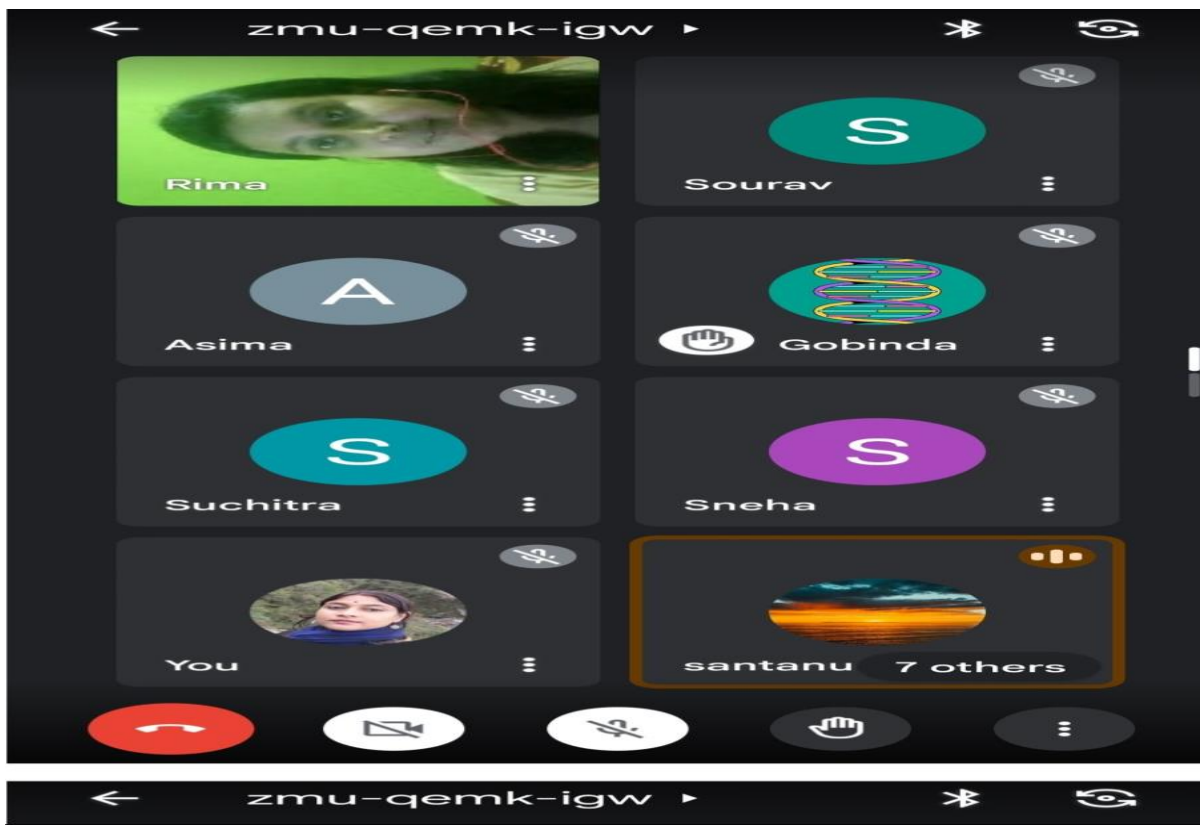 zmu-qemk-igw
Rima
S
Sourav
A
Asima
Gobinda
S
Suchitra
S
Sneha
You
santanu
7 others
zmu-qemk-igw